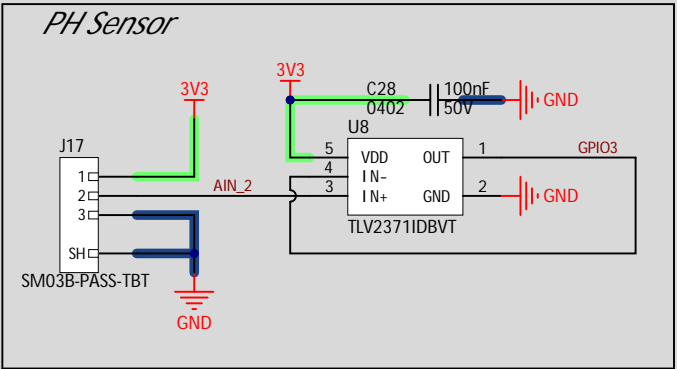 PH Sensor
3V3
3V3
C28
100nF
0402
50V
GND
U8
J17
5
VDD
OUT
1
GPIO3
1
4
IN-
2
AIN_2
3
IN+
GND
2
GND
3
TLV2371IDBVT
SH
SM03B-PASS-TBT
GND